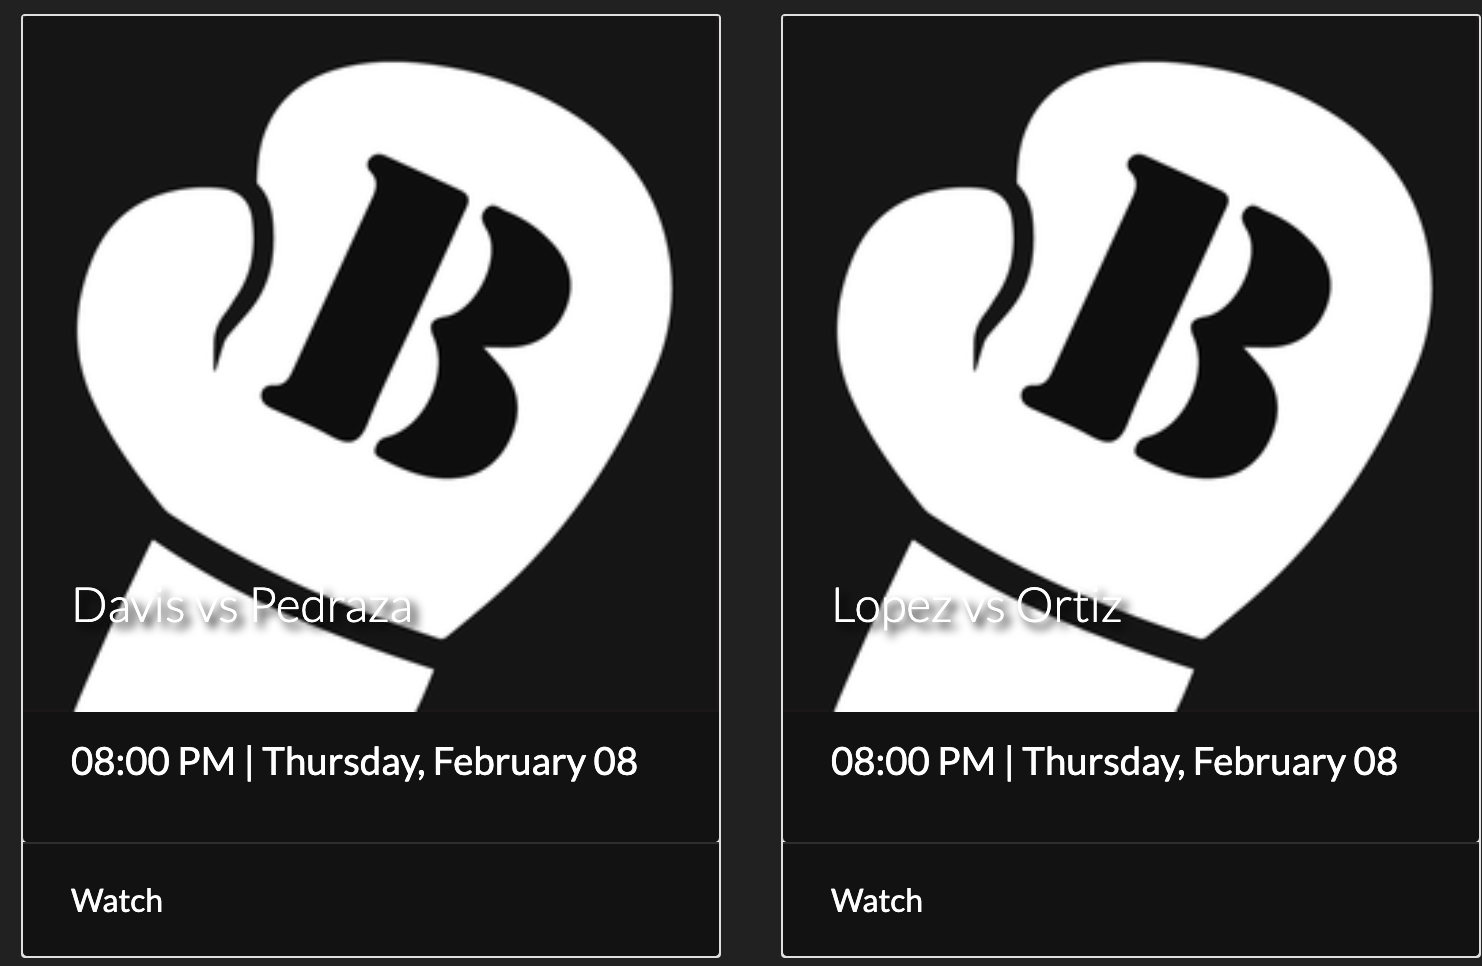 B
Davis vs Pedraza
08:00 PM | Thursday, February 08
Watch
B
Lopez vs Ortiz
08:00 PM | Thursday, February 08
Watch